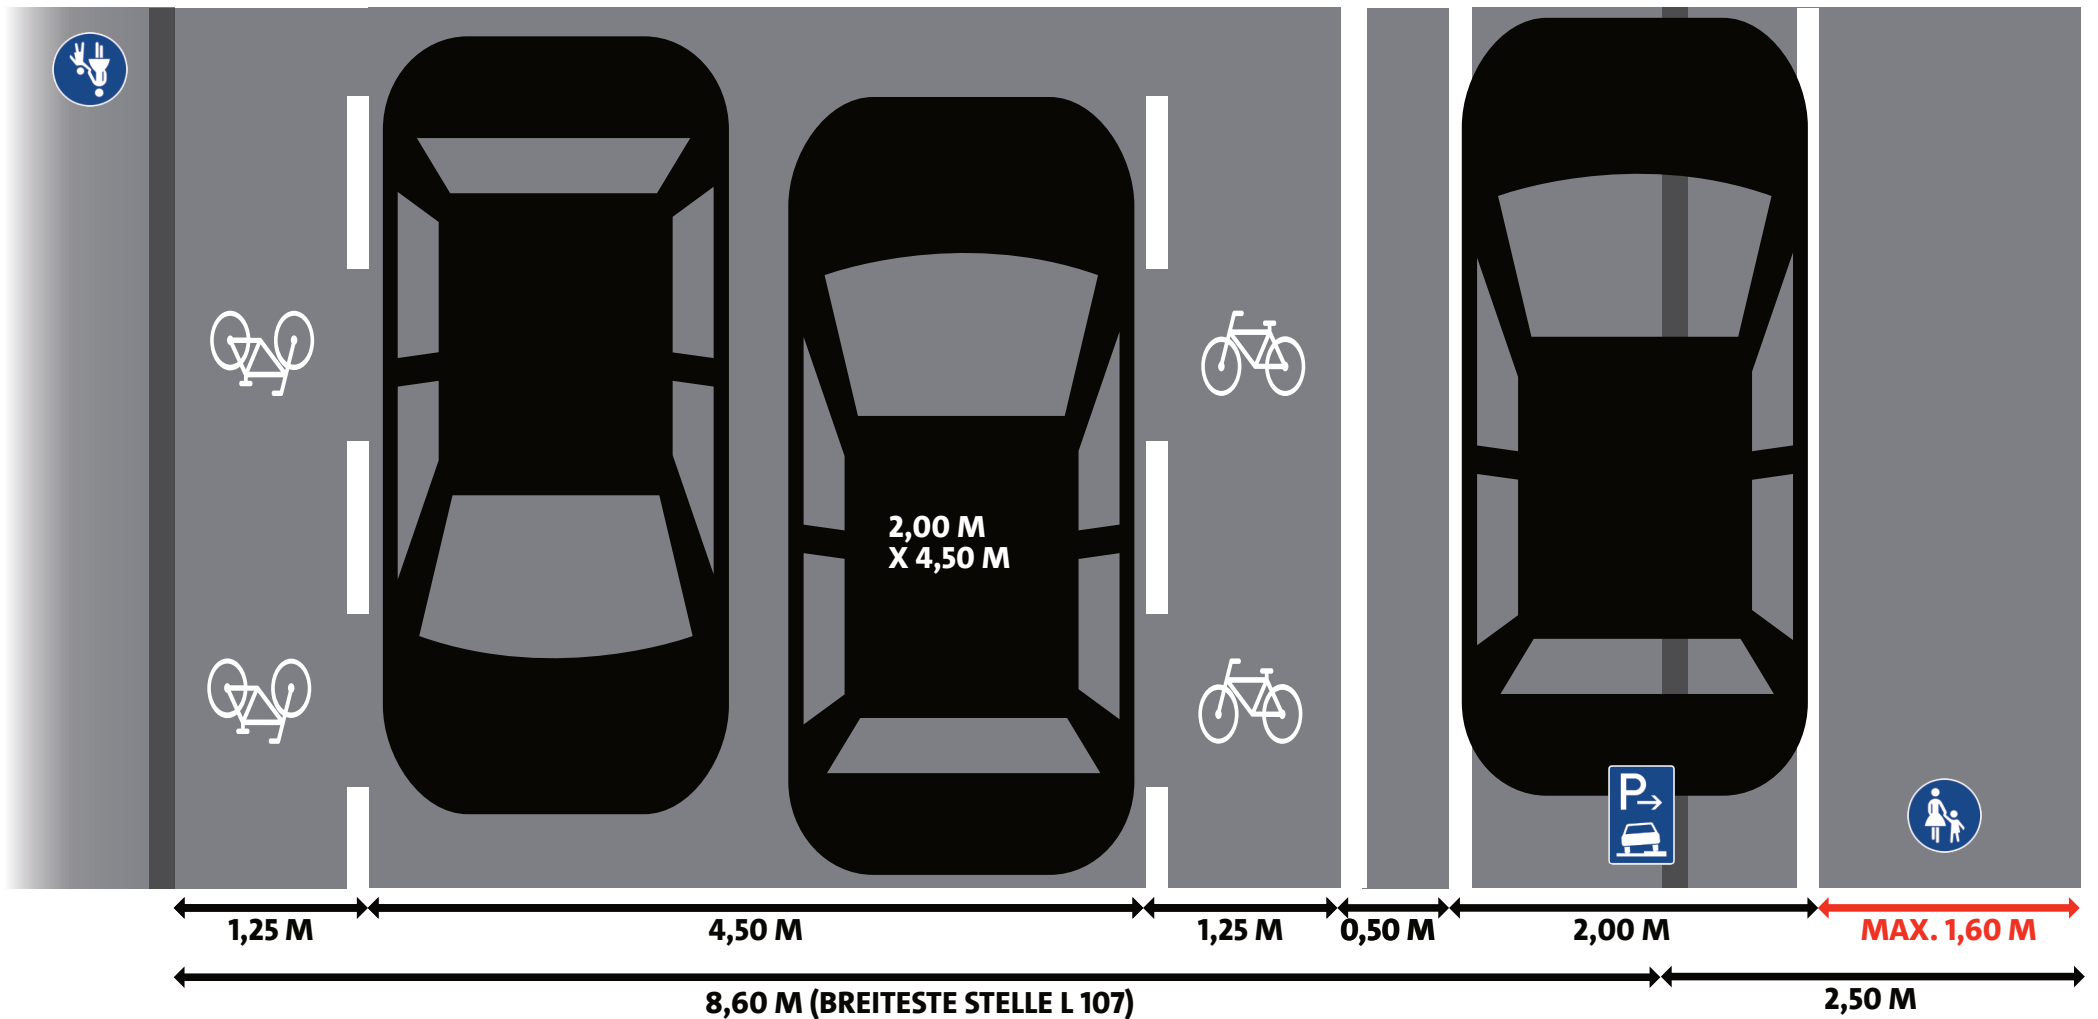 2,00 M
X 4,50 M
P
1,25 M
4,50 M
1,25 M
0,50 M
2,00 M
MAX. 1,60 M
8,60 M (BREITESTE STELLE L 107)
2,50 M